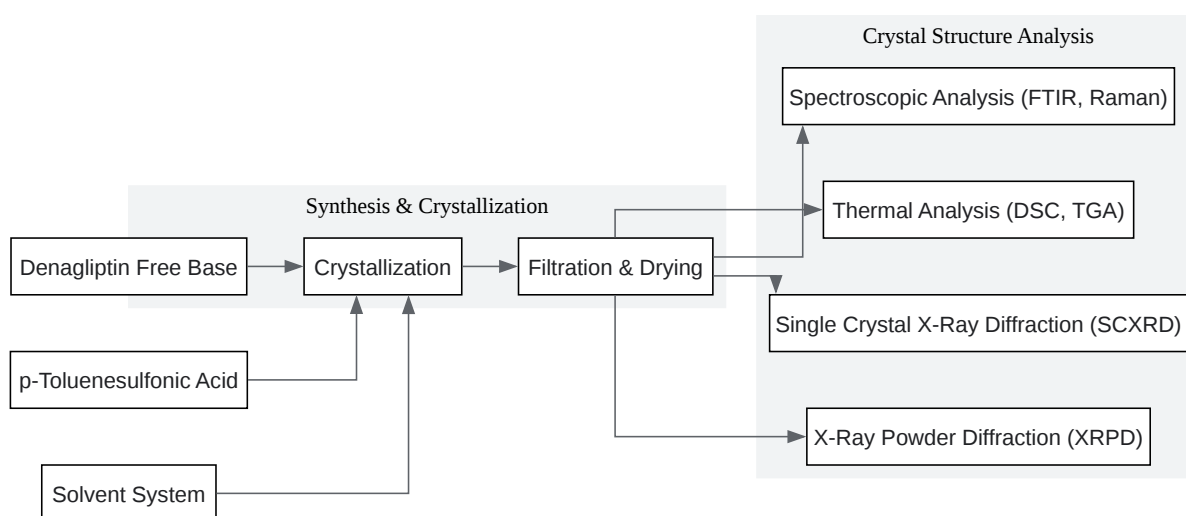 Crystal Structure Analysis
Spectroscopic Analysis (FTIR, Raman)
Thermal Analysis (DSC, TGA)
Synthesis & Crystallization
Denagliptin Free Base
Crystallization
Filtration & Drying
Single Crystal X-Ray Diffraction (SCXRD)
p-Toluenesulfonic Acid
X-Ray Powder Diffraction (XRPD)
Solvent System